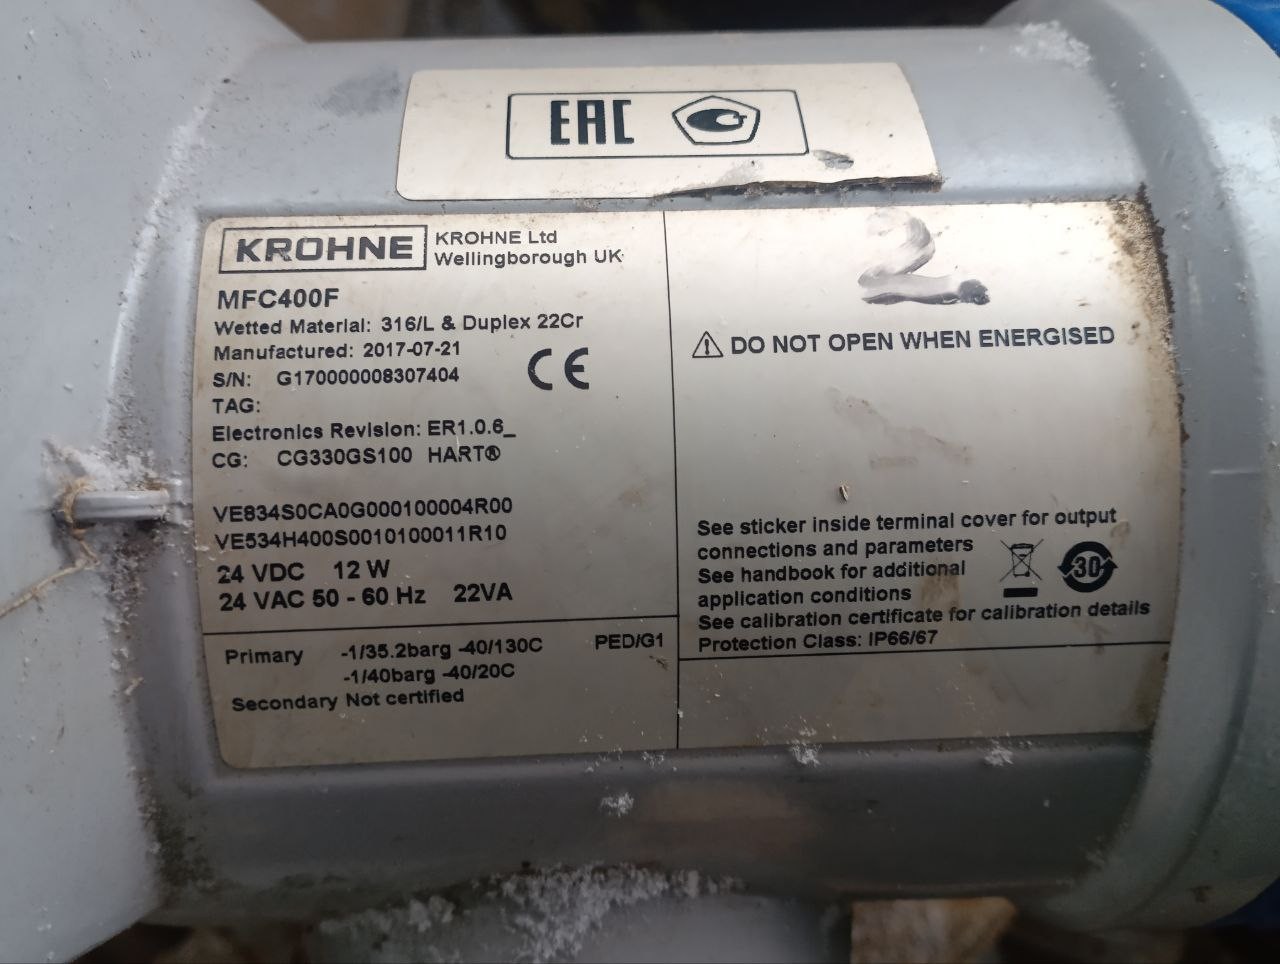 EAC
KROHNE
KROHNE Ltd
Wellingborough UK
MFC400F
Wetted Material: 316/L & Duplex 22Cr
Manufactured: 2017-07-21
CE
S/N: G170000008307404
TAG:
Electronics Revision: ER1.0.6_
CG: CG330GS100 HART®
VE834S0CA0G000100004R00
VE534H400S0010100011R10
24 VDC 12 W
24 VAC 50 - 60 Hz 22VA
Primary -1/35.2barg -40/130C PED/G1
-1/40barg -40/20C
Secondary Not certified
2
DO NOT OPEN WHEN ENERGISED
See sticker inside terminal cover for output
connections and parameters
See handbook for additional
application conditions
30
See calibration certificate for calibration details
Protection Class: IP66/67